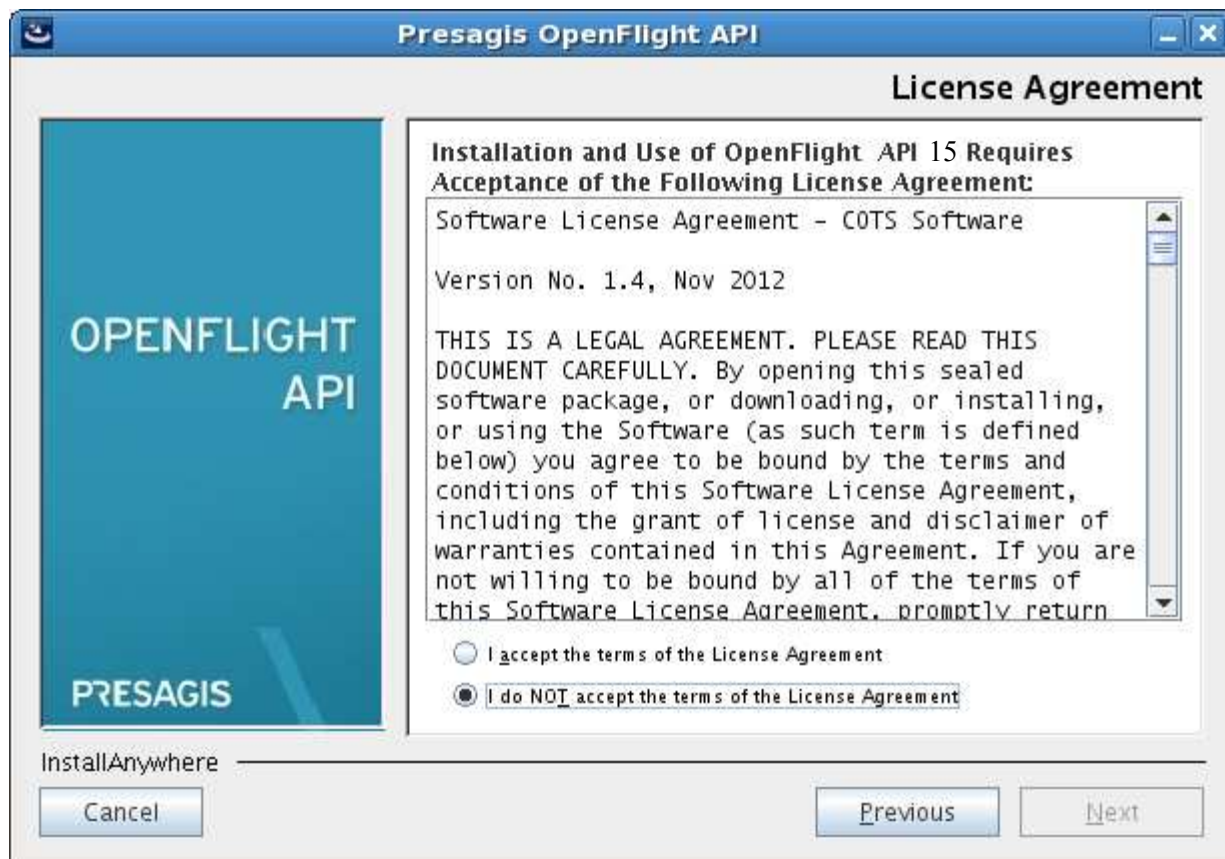 Presagis OpenFlight API
License Agreement
OPENFLIGHT
API
PRESAGIS
Installation and Use of OpenFlight API 15 Requires
Acceptance of the Following License Agreement:
Software License Agreement – COTS Software
Version No. 1.4, Nov 2012
THIS IS A LEGAL AGREEMENT. PLEASE READ THIS
DOCUMENT CAREFULLY. By opening this sealed
software package, or downloading, or installing,
or using the Software (as such term is defined
below) you agree to be bound by the terms and
conditions of this Software License Agreement,
including the grant of license and disclaimer of
warranties contained in this Agreement. If you are
not willing to be bound by all of the terms of
this Software License Agreement, promptly return
I accept the terms of the License Agreement
I do NOT accept the terms of the License Agreement
InstallAnywhere
Cancel
Previous
Next